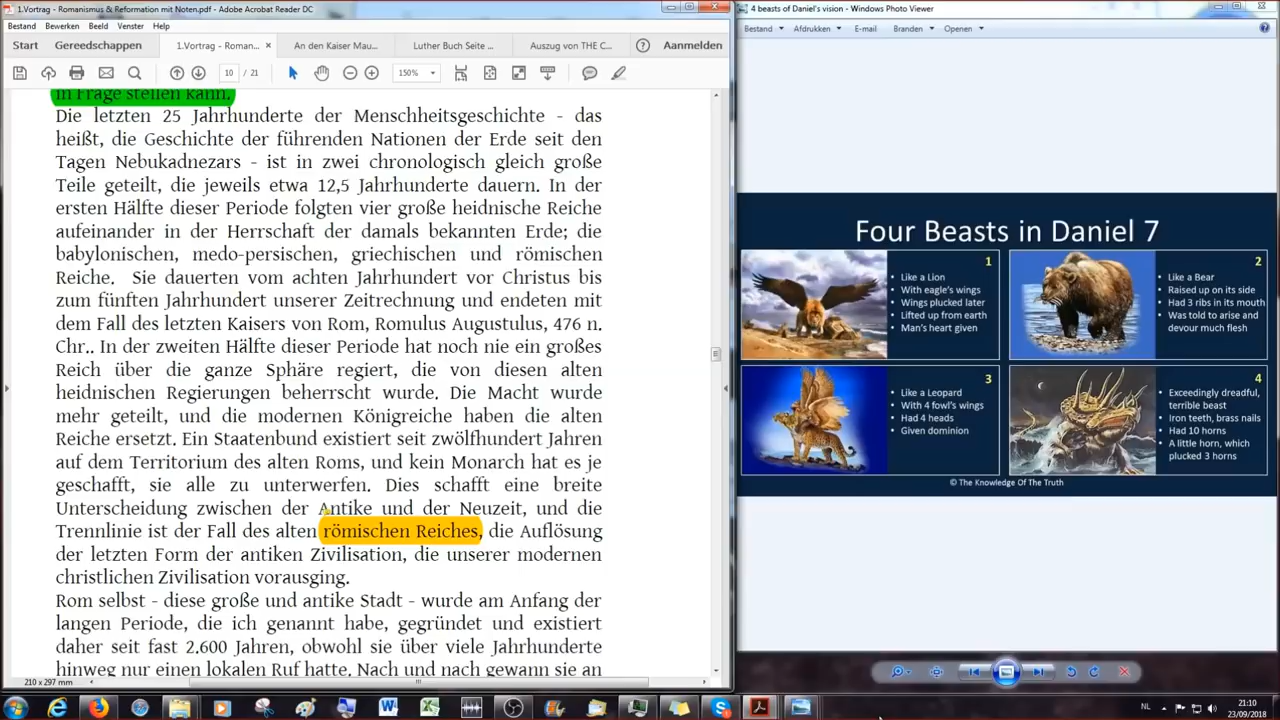 1.Vortrag - Romanismus & Reformation mit Noten.pdf - Adobe Acrobat Reader DC
Bestand Bewerken Beeld Venster Help
Start Gereedschappen 1.Vortrag - Roman... × An den Kaiser Mau... Luther Buch Seite ... Auszug von THE C... Aanmelden
10 / 21 150%
in Frage stellen kann.
Die letzten 25 Jahrhunderte der Menschheitsgeschichte - das
heißt, die Geschichte der führenden Nationen der Erde seit den
Tagen Nebukadnezars - ist in zwei chronologisch gleich große
Teile geteilt, die jeweils etwa 12,5 Jahrhunderte dauern. In der
ersten Hälfte dieser Periode folgten vier große heidnische Reiche
aufeinander in der Herrschaft der damals bekannten Erde; die
babylonischen, medo-persischen, griechischen und römischen
Reiche. Sie dauerten vom achten Jahrhundert vor Christus bis
zum fünften Jahrhundert unserer Zeitrechnung und endeten mit
dem Fall des letzten Kaisers von Rom, Romulus Augustulus, 476 n.
Chr.. In der zweiten Hälfte dieser Periode hat noch nie ein großes
Reich über die ganze Sphäre regiert, die von diesen alten
heidnischen Regierungen beherrscht wurde. Die Macht wurde
mehr geteilt, und die modernen Königreiche haben die alten
Reiche ersetzt. Ein Staatenbund existiert seit zwölfhundert Jahren
auf dem Territorium des alten Roms, und kein Monarch hat es je
geschafft, sie alle zu unterwerfen. Dies schafft eine breite
Unterscheidung zwischen der Antike und der Neuzeit, und die
Trennlinie ist der Fall des alten römischen Reiches, die Auflösung
der letzten Form der antiken Zivilisation, die unserer modernen
christlichen Zivilisation vorausging.
Rom selbst - diese große und antike Stadt - wurde am Anfang der
langen Periode, die ich genannt habe, gegründet und existiert
daher seit fast 2.600 Jahren, obwohl sie über viele Jahrhunderte
hinweg nur einen lokalen Ruf hatte. Nach und nach gewann sie an
210 x 297 mm
4 beasts of Daniel's vision - Windows Photo Viewer
Bestand Afdrukken E-mail Branden Openen
Four Beasts in Daniel 7
1
• Like a Lion
• With eagle's wings
• Wings plucked later
• Lifted up from earth
• Man's heart given
2
• Like a Bear
• Raised up on its side
• Had 3 ribs in its mouth
• Was told to arise and
devour much flesh
3
• Like a Leopard
• With 4 fowl's wings
• Had 4 heads
• Given dominion
4
• Exceedingly dreadful,
terrible beast
• Iron teeth, brass nails
• Had 10 horns
• A little horn, which
plucked 3 horns
© The Knowledge Of The Truth
NL 21:10
23/09/2018